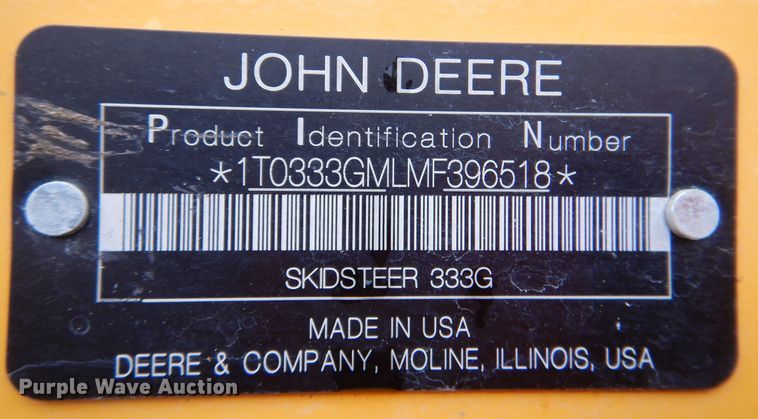 JOHN DEERE
Product Identification Number
*1T0333GMLMF396518*
SKIDSTEER 333G
MADE IN USA
DEERE & COMPANY, MOLINE, ILLINOIS, USA
Purple Wave Auction